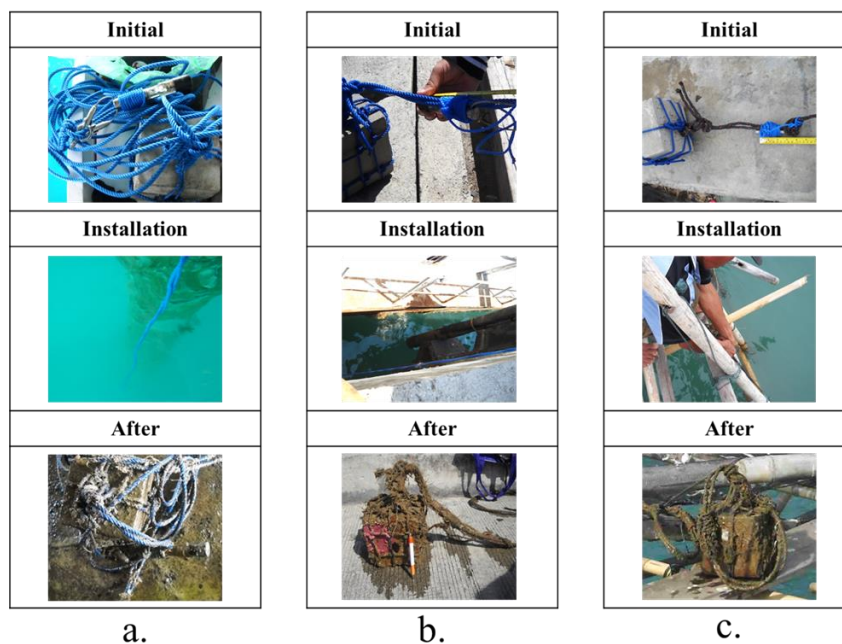 Initial
Installation
After
a.
Initial
Installation
After
b.
Initial
Installation
After
c.